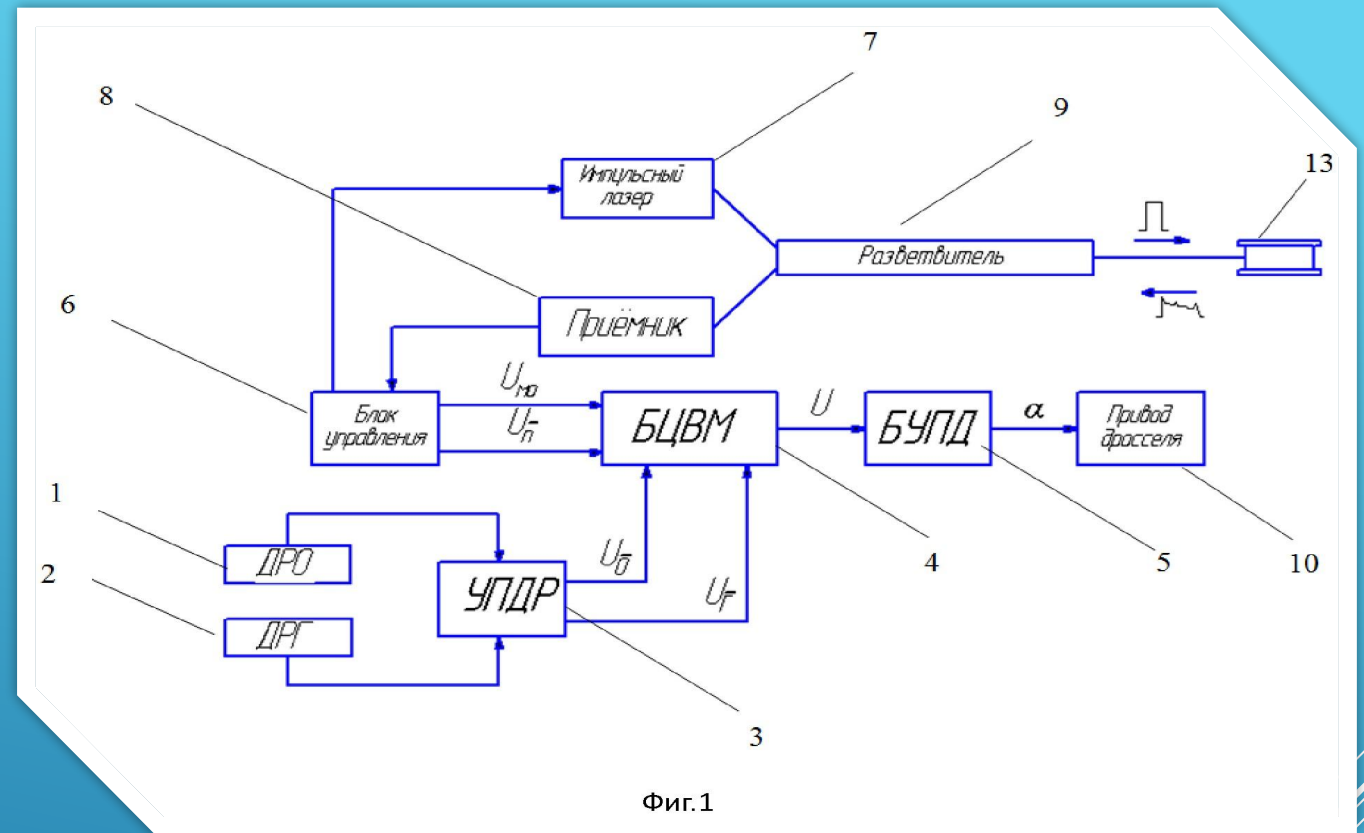 7
8
9
13
Импульсный
лазер
Разветвитель
6
Приёмник
Uмо
U
α
Блок
управления
Uп
БЦВМ
БУПД
Привод
дросселя
1
ДРО
Uб
4
5
10
2
УПДР
Uг
ДРГ
3
Фиг.1